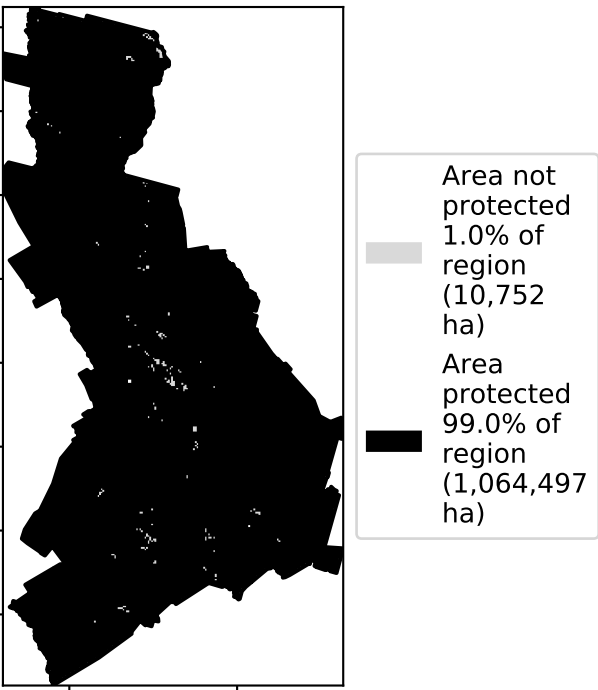 Area not
protected
1.0% of
region
(10,752
ha)
Area
protected
99.0% of
region
(1,064,497
ha)